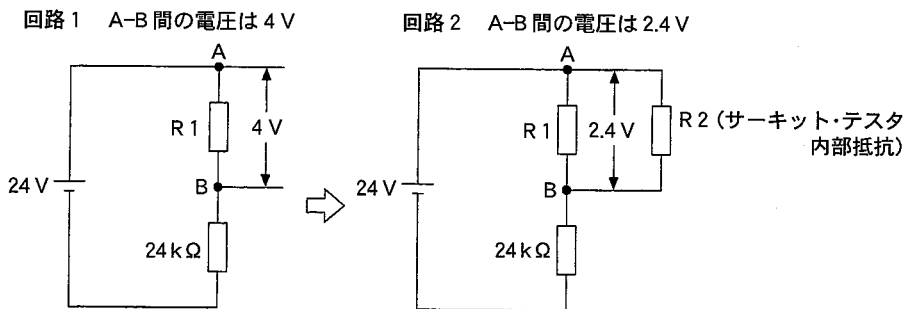 回路1 A-B間の電圧は4V
A
R1
4V
B
24V
24kΩ
回路2 A-B間の電圧は2.4V
A
R1
2.4V
R2(サーキット・テスタ
内部抵抗)
B
24V
24kΩ